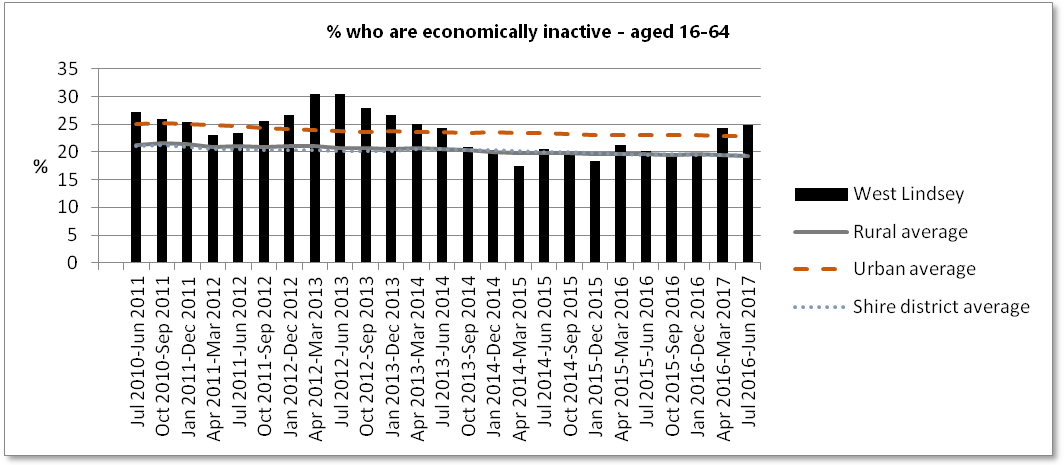 % who are economically inactive - aged 16-64
35
30
25
20
15
10
5
0
%
Jul 2010-Jun 2011
Oct 2010-Sep 2011
Jan 2011-Dec 2011
Apr 2011-Mar 2012
Jul 2011-Jun 2012
Oct 2011-Sep 2012
Jan 2012-Dec 2012
Apr 2012-Mar 2013
Jul 2012-Jun 2013
Oct 2012-Sep 2013
Jan 2013-Dec 2013
Apr 2013-Mar 2014
Jul 2013-Jun 2014
Oct 2013-Sep 2014
Jan 2014-Dec 2014
Apr 2014-Mar 2015
Jul 2014-Jun 2015
Oct 2014-Sep 2015
Jan 2015-Dec 2015
Apr 2015-Mar 2016
Jul 2015-Jun 2016
Oct 2015-Sep 2016
Jan 2016-Dec 2016
Apr 2016-Mar 2017
Jul 2016-Jun 2017
West Lindsey
Rural average
Urban average
Shire district average